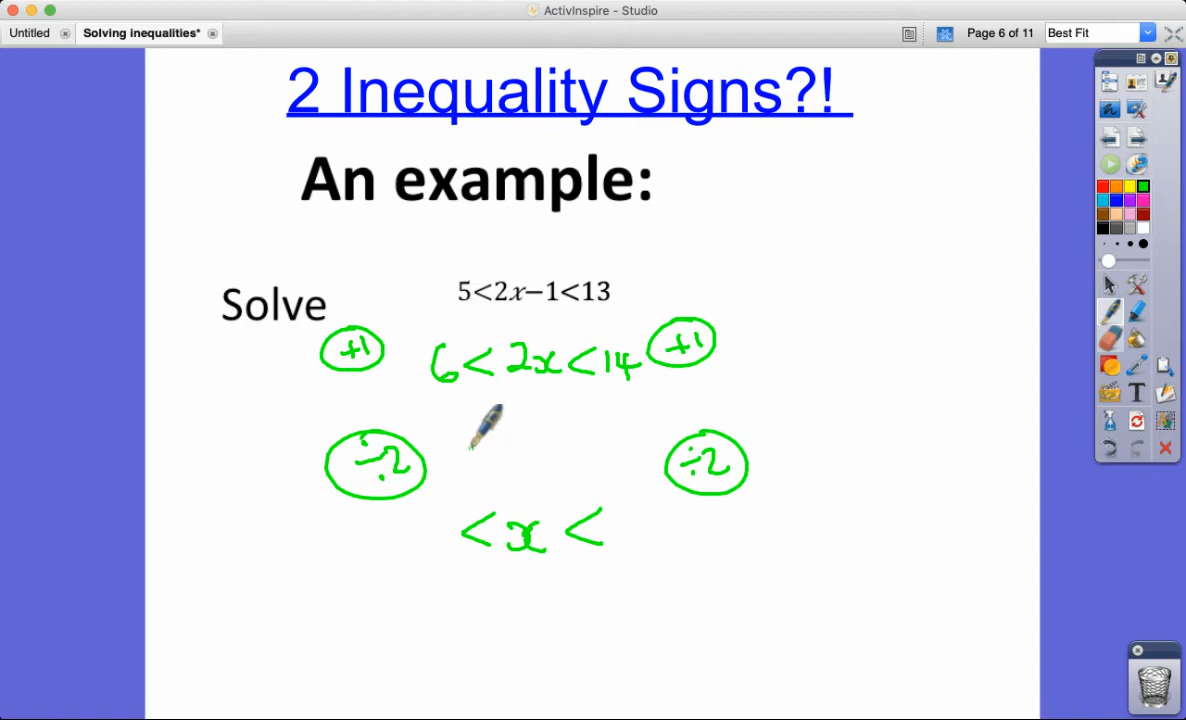 ActivInspire - Studio
Untitled Solving inequalities* Page 6 of 11 Best Fit
2 Inequality Signs?!
An example:
Solve 5<2x−1<13
+1 6 < 2x < 14 +1
÷2 ÷2
< x <
T